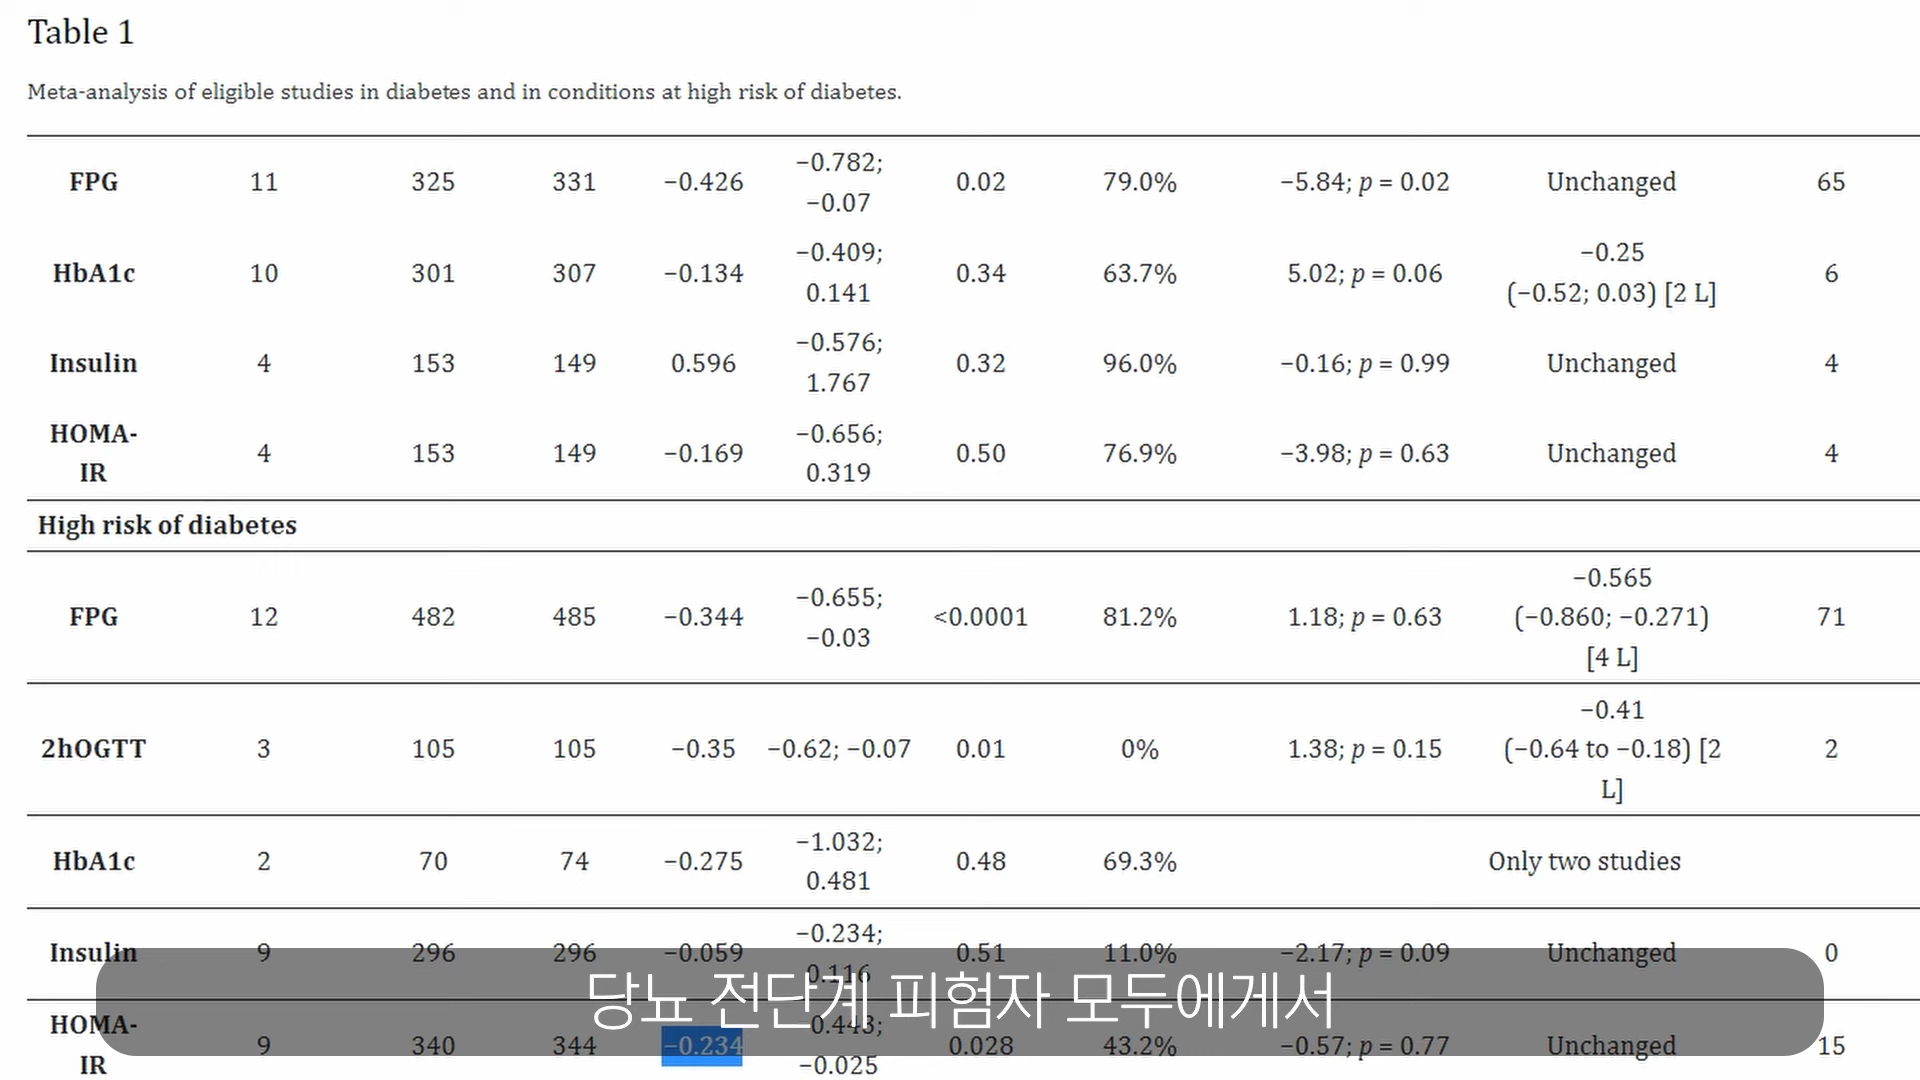 Table 1
Meta-analysis of eligible studies in diabetes and in conditions at high risk of diabetes.
FPG 11 325 331 −0.426 −0.782; −0.07 0.02 79.0% −5.84; p = 0.02 Unchanged 65
HbA1c 10 301 307 −0.134 −0.409; 0.141 0.34 63.7% 5.02; p = 0.06 −0.25 (−0.52; 0.03) [2 L] 6
Insulin 4 153 149 0.596 −0.576; 1.767 0.32 96.0% −0.16; p = 0.99 Unchanged 4
HOMA-IR 4 153 149 −0.169 −0.656; 0.319 0.50 76.9% −3.98; p = 0.63 Unchanged 4
High risk of diabetes
FPG 12 482 485 −0.344 −0.655; −0.03 <0.0001 81.2% 1.18; p = 0.63 −0.565 (−0.860; −0.271) [4 L] 71
2hOGTT 3 105 105 −0.35 −0.62; −0.07 0.01 0% 1.38; p = 0.15 −0.41 (−0.64 to −0.18) [2 L] 2
HbA1c 2 70 74 −0.275 −1.032; 0.481 0.48 69.3% Only two studies
Insulin 9 296 296 −0.059 −0.234; 0.116 0.51 11.0% −2.17; p = 0.09 Unchanged 0
당뇨 전단계 피험자 모두에게서
HOMA-IR 9 340 344 −0.234 −0.443; −0.025 0.028 43.2% −0.57; p = 0.77 Unchanged 15